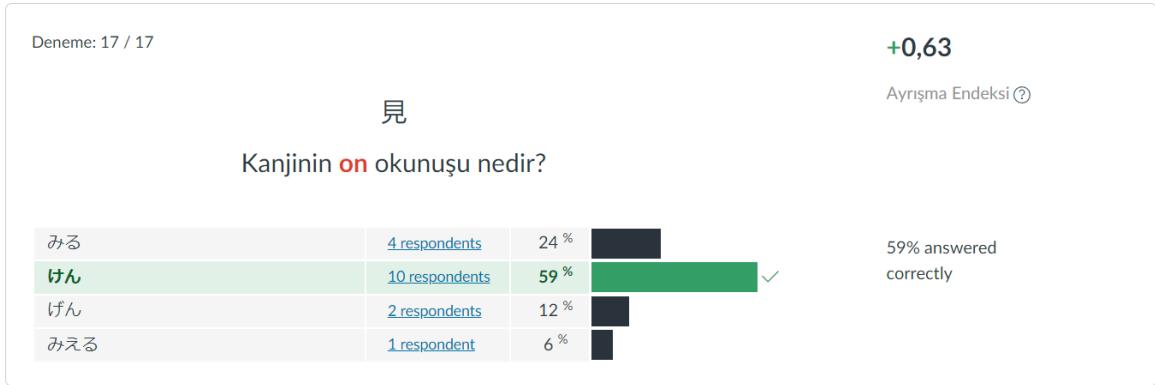 Deneme: 17 / 17
+0,63
Ayrışma Endeksi ?
見
Kanjinin on okunuşu nedir?
みる 4 respondents 24 %
けん 10 respondents 59 %
げん 2 respondents 12 %
みえる 1 respondent 6 %
59% answered
correctly